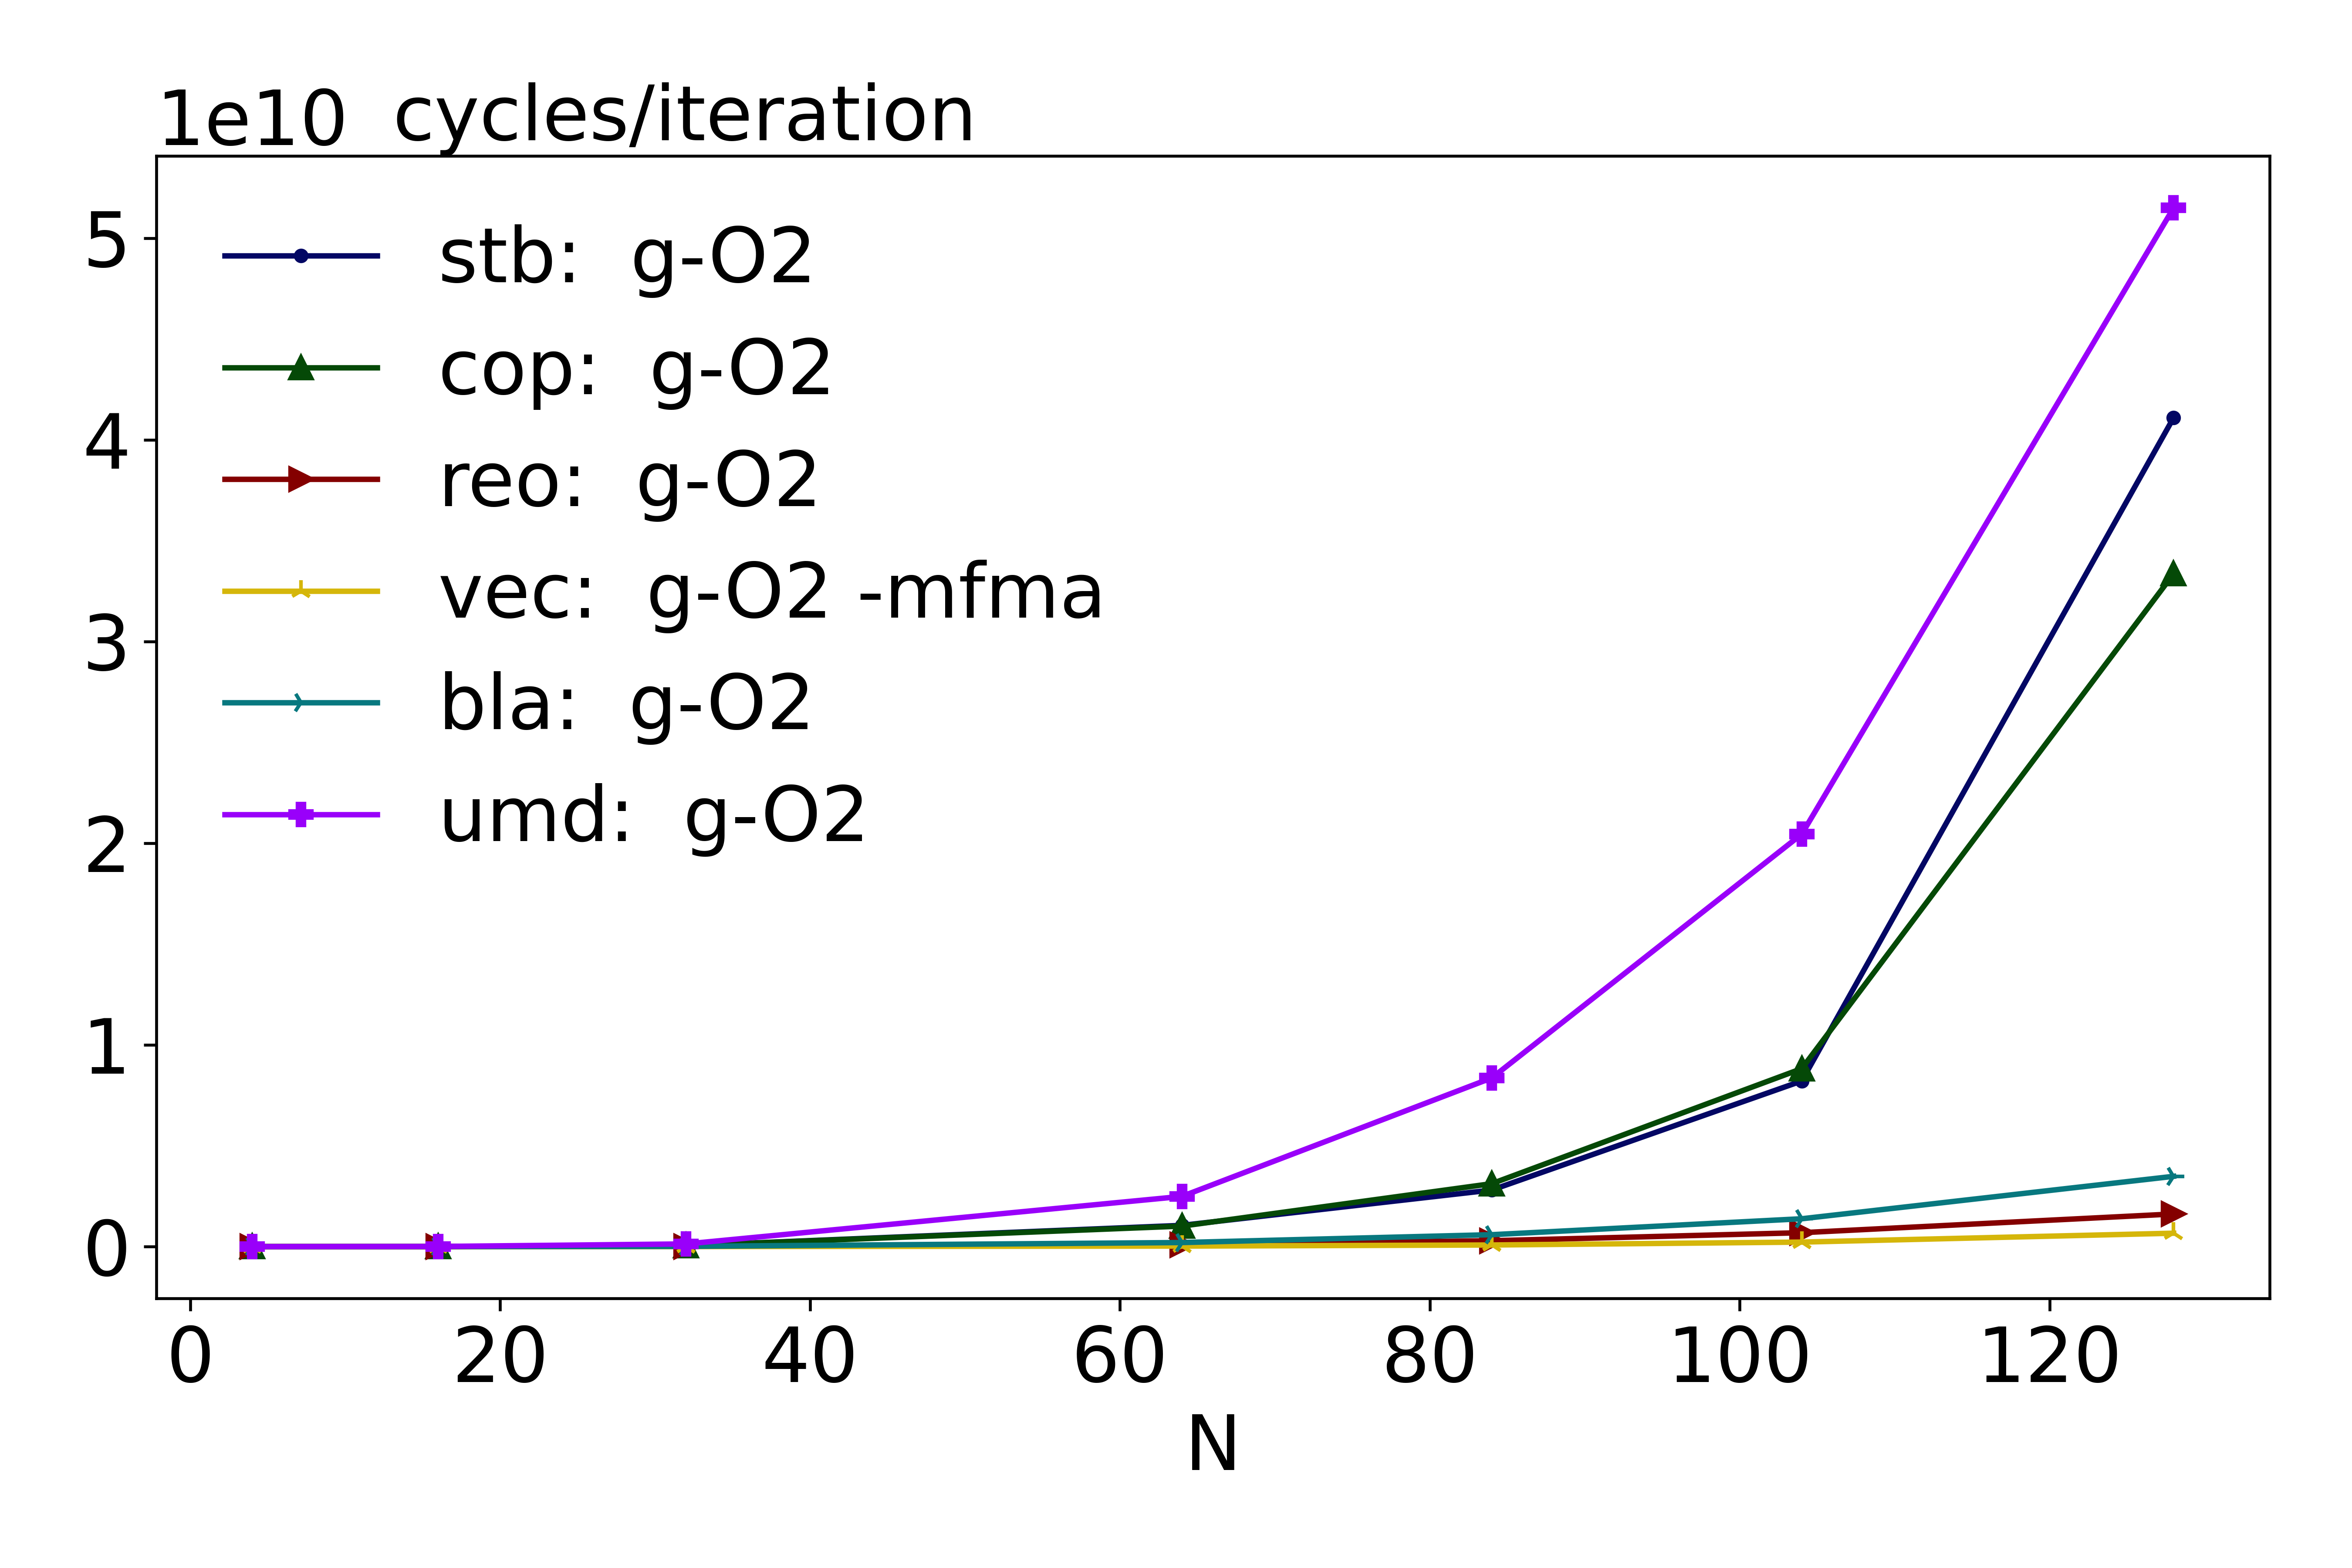 1e10 cycles/iteration
5
4
3
2
1
0
stb: g-O2
cop: g-O2
reo: g-O2
vec: g-O2 -mfma
bla: g-O2
umd: g-O2
0 20 40 60 80 100 120
N